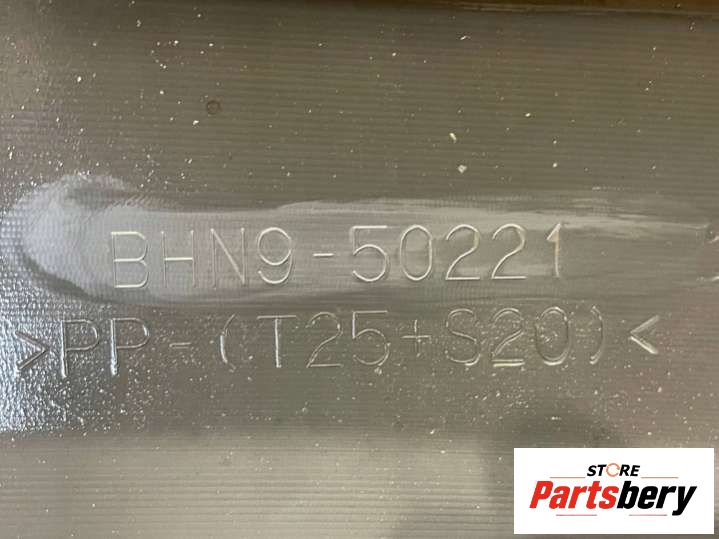 BHN9-50221
>PP-(T25+S20)<
STORE
Partsbery